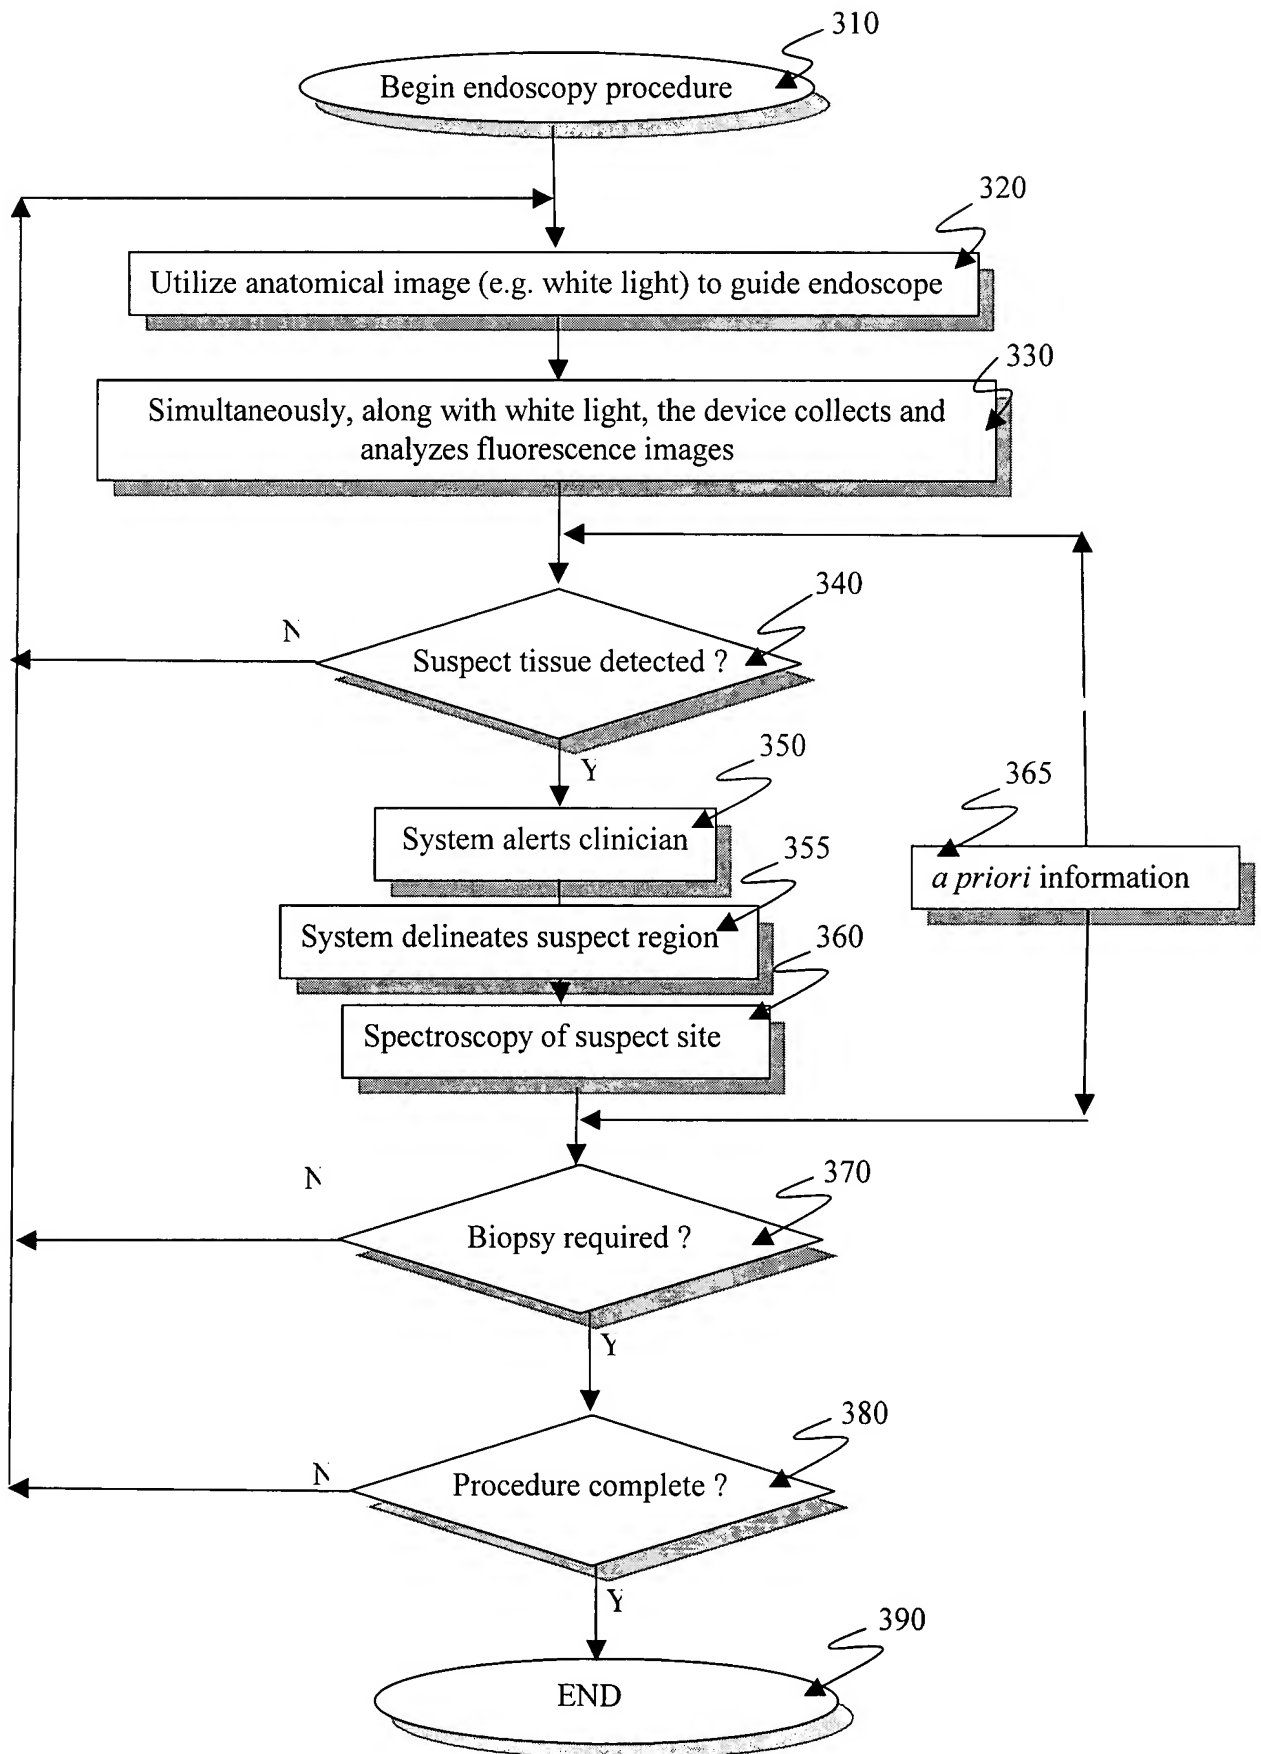 310
Begin endoscopy procedure
320
Utilize anatomical image (e.g. white light) to guide endoscope
330
Simultaneously, along with white light, the device collects and
analyzes fluorescence images
340
N
Suspect tissue detected ?
Y
350
System alerts clinician
365
a priori information
355
System delineates suspect region
360
Spectroscopy of suspect site
370
N
Biopsy required ?
Y
380
N
Procedure complete ?
Y
390
END